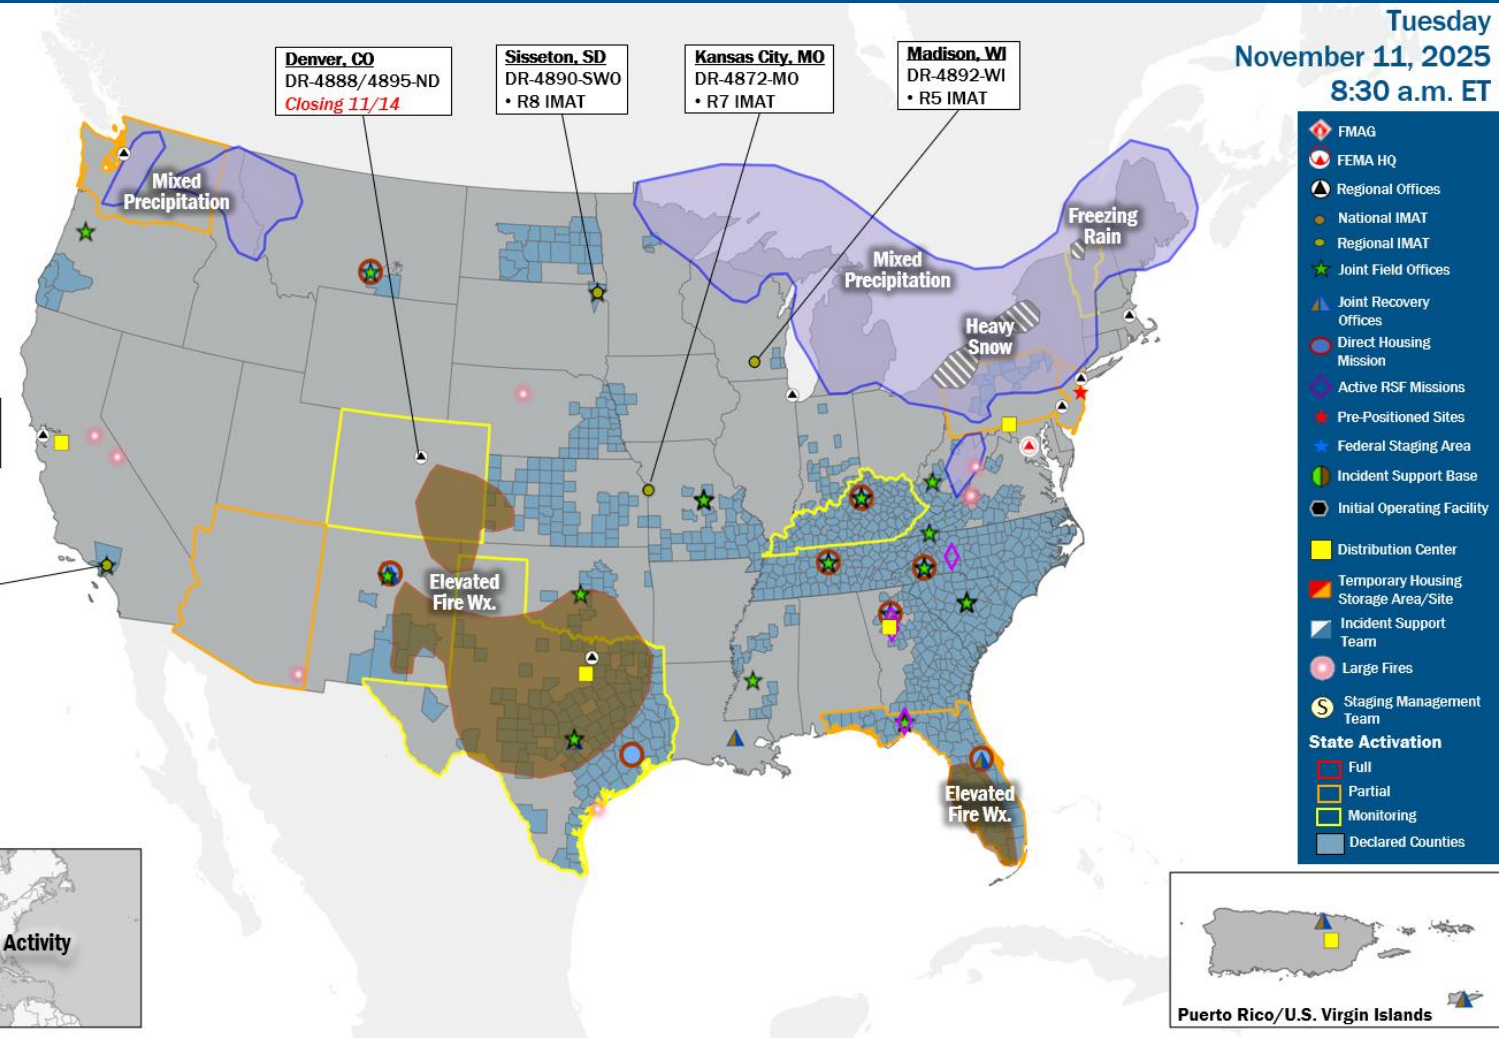 Tuesday
November 11, 2025
8:30 a.m. ET
Denver, CO
DR-4888/4895-ND
Closing 11/14
Sisseton, SD
DR-4890-SWO
• R8 IMAT
Kansas City, MO
DR-4872-MO
• R7 IMAT
Madison, WI
DR-4892-WI
• R5 IMAT
Mixed
Precipitation
Mixed
Precipitation
Freezing
Rain
Heavy
Snow
Elevated
Fire Wx.
Elevated
Fire Wx.
FMAG
FEMA HQ
Regional Offices
National IMAT
Regional IMAT
Joint Field Offices
Joint Recovery
Offices
Direct Housing
Mission
Active RSF Missions
Pre-Positioned Sites
Federal Staging Area
Incident Support Base
Initial Operating Facility
Distribution Center
Temporary Housing
Storage Area/Site
Incident Support
Team
Large Fires
S
Staging Management
Team
State Activation
Full
Partial
Monitoring
Declared Counties
Activity
Puerto Rico/U.S. Virgin Islands